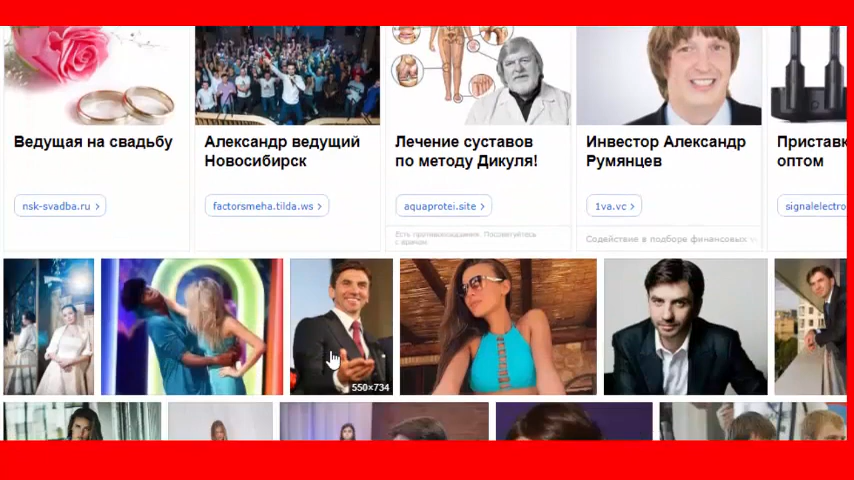 Ведущая на свадьбу
nsk-svadba.ru >
Александр ведущий
Новосибирск
factorsmeha.tilda.ws >
Лечение суставов
по методу Дикуля!
aquaprotei.site >
Есть противопоказания. Посоветуйтесь
с врачом
Инвестор Александр
Румянцев
1va.vc >
Содействие в подборе финансовых
Приставк
оптом
signalelectro
550×734